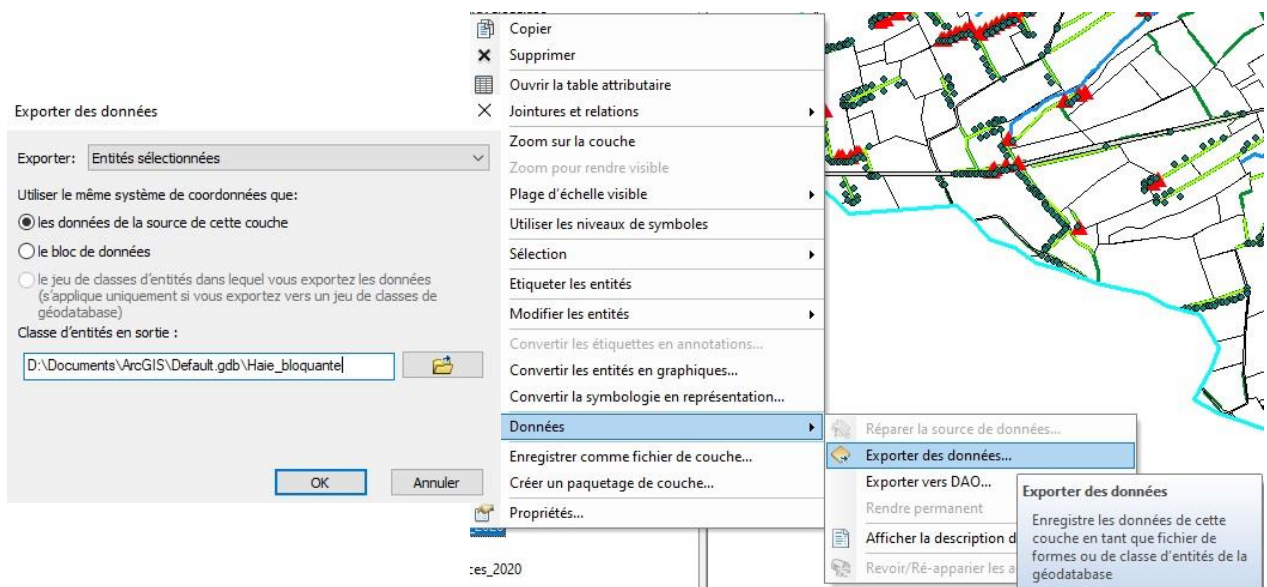 Exporter des données
Exporter: Entités sélectionnées
Utiliser le même système de coordonnées que:
les données de la source de cette couche
le bloc de données
le jeu de classes d'entités dans lequel vous exportez les données
(s'applique uniquement si vous exportez vers un jeu de classes de
géodatabase)
Classe d'entités en sortie :
D:\Documents\ArcGIS\Default.gdb\Haie_bloquante
OK Annuler
Copier
Supprimer
Ouvrir la table attributaire
Jointures et relations
Zoom sur la couche
Zoom pour rendre visible
Plage d'échelle visible
Utiliser les niveaux de symboles
Sélection
Etiqueter les entités
Modifier les entités
Convertir les étiquettes en annotations...
Convertir les entités en graphiques...
Convertir la symbologie en représentation...
Données
Enregistrer comme fichier de couche...
Créer un paquetage de couche...
Propriétés...
ces_2020
Réparer la source de données...
Exporter des données...
Exporter vers DAO...
Rendre permanent
Afficher la description d
Revoir/Ré-apparier les a
Exporter des données
Enregistre les données de cette
couche en tant que fichier de
formes ou de classe d'entités de la
géodatabase